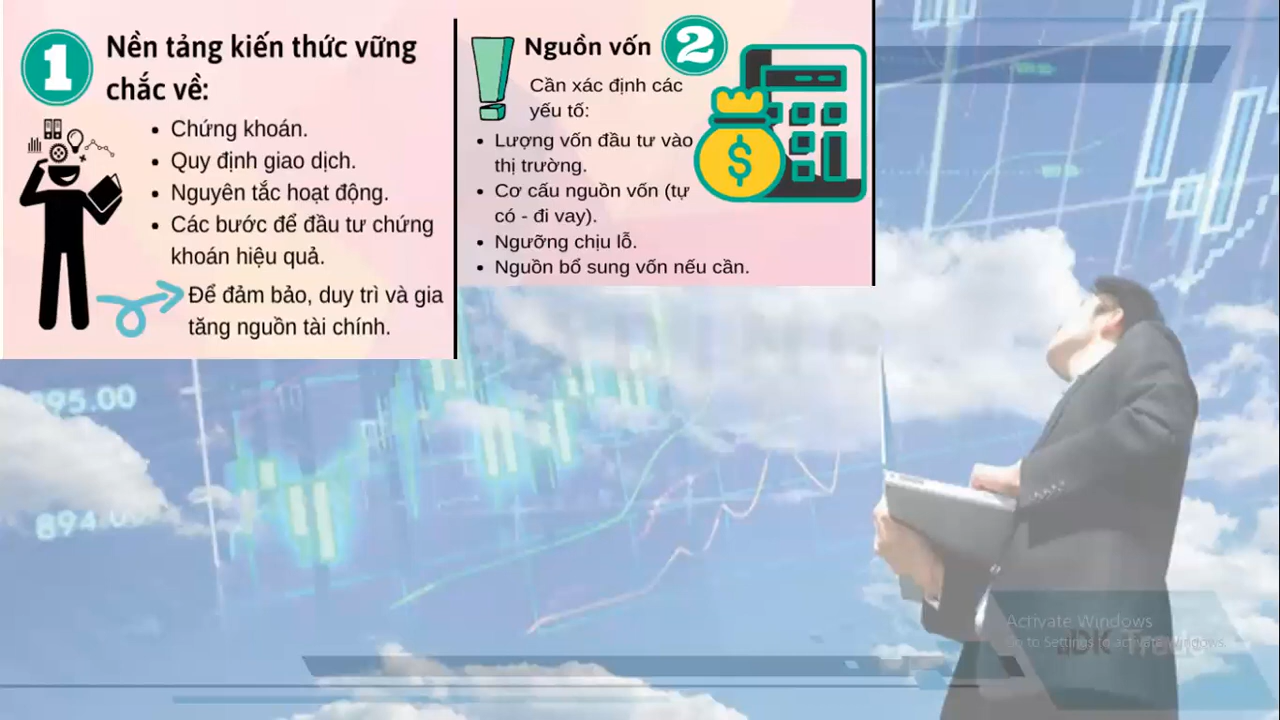 1
Nền tảng kiến thức vững
chắc về:
• Chứng khoán.
• Quy định giao dịch.
• Nguyên tắc hoạt động.
• Các bước để đầu tư chứng
khoán hiệu quả.
Để đảm bảo, duy trì và gia
tăng nguồn tài chính.
Nguồn vốn 2
Cần xác định các
yếu tố:
• Lượng vốn đầu tư vào
thị trường.
• Cơ cấu nguồn vốn (tự
có - đi vay).
• Ngưỡng chịu lỗ.
• Nguồn bổ sung vốn nếu cần.
Activate Windows
Go to Settings to activate Windows.